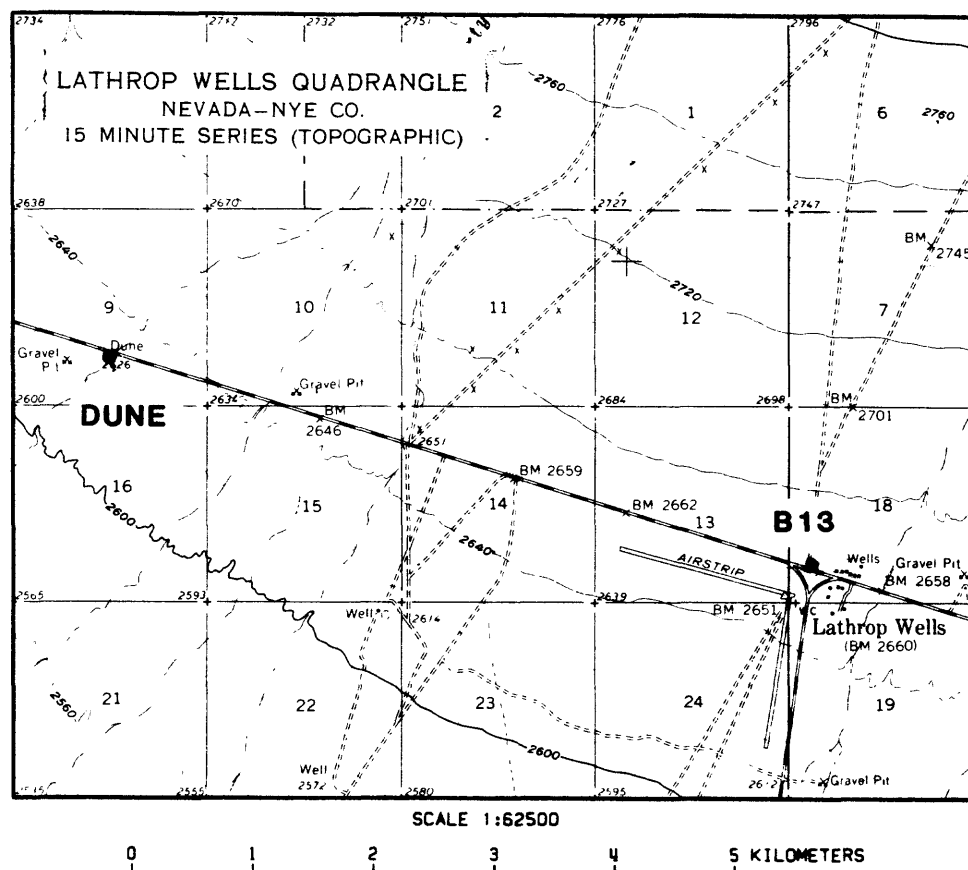 2734 2732 2751 2776 2796
LATHROP WELLS QUADRANGLE
NEVADA-NYE CO.
15 MINUTE SERIES (TOPOGRAPHIC)
2760
2 1 6
2760
2638 2670 2701 2727 2747
BM
2745
2640
2720
9 10 11 12 7
Dune
Gravel
Gravel Pit
2600 2634 2684 2698 BM
DUNE
BM
2646
2701
2651
BM 2659
16 15 14 BM 2662 13 18
2600
B13
2640
AIRSTRIP
Wells
Gravel Pit
BM 2658
2565 2593 2639
BM 2651
Well
2614
Lathrop Wells
(BM 2660)
21 22 23 24 19
2560
2600
Well
2572
Gravel Pit
2555 2580 2595
SCALE 1:62500
0 1 2 3 4 5 KILOMETERS